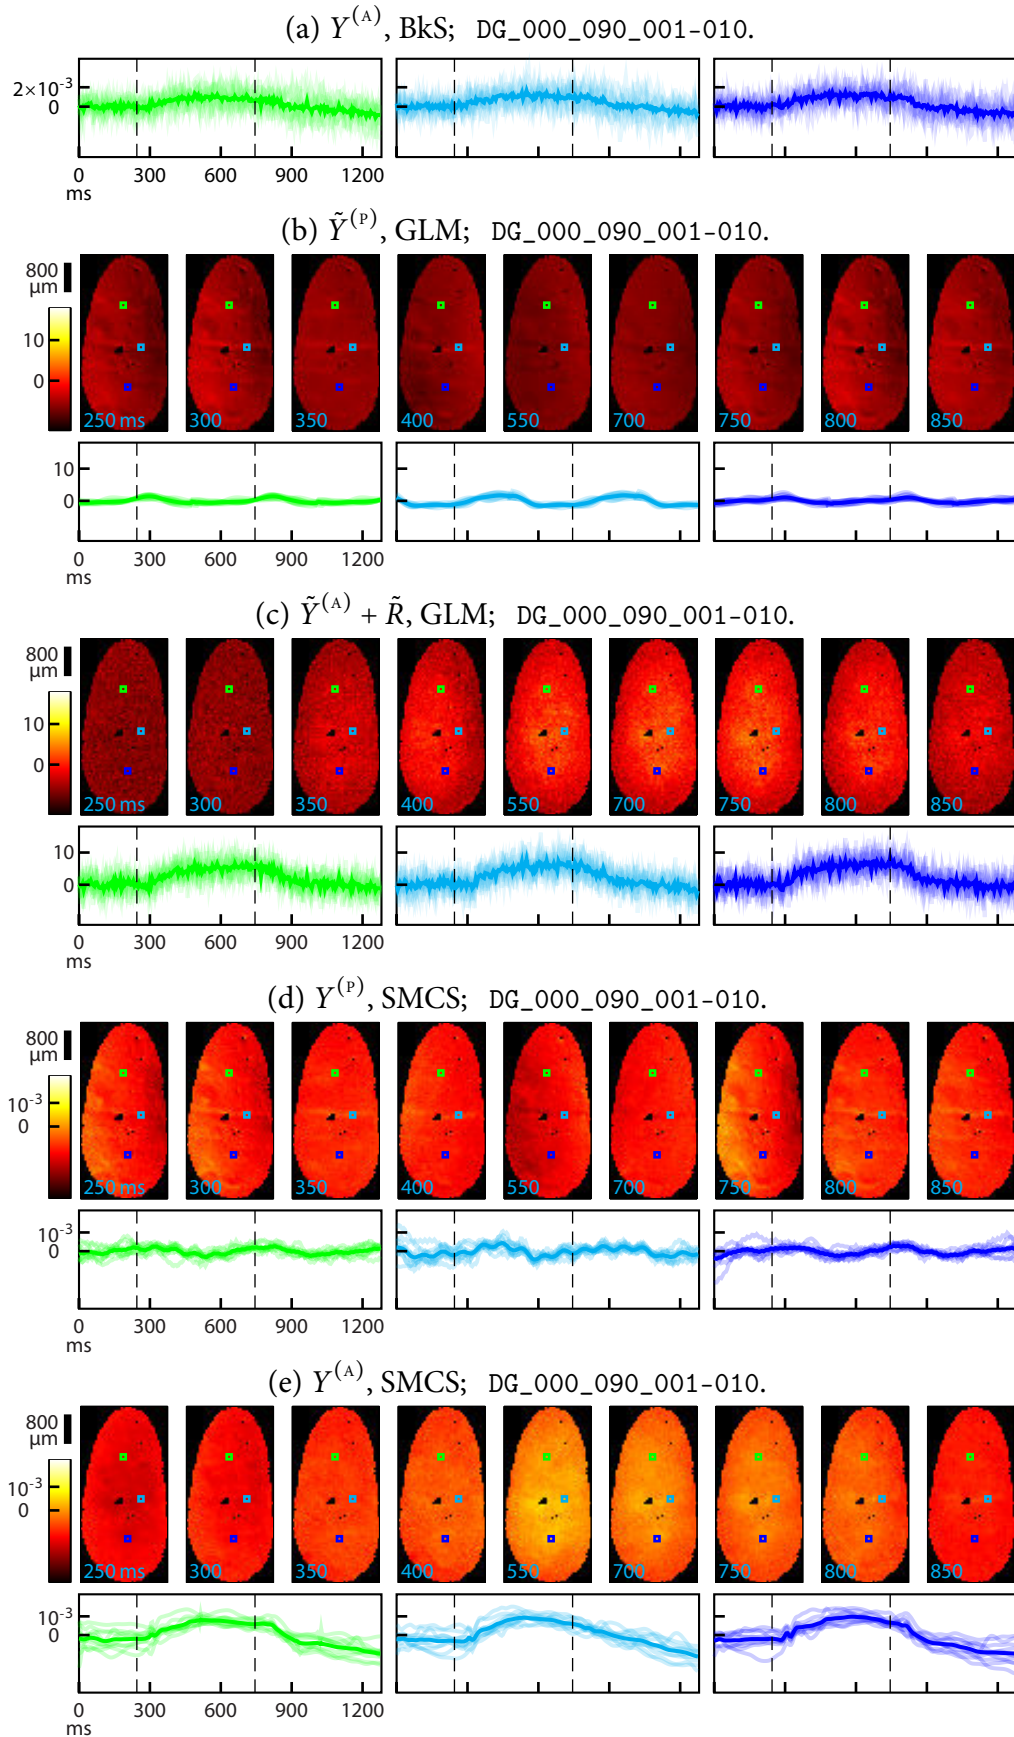 (a) Y^(A), BkS; DG_000_090_001-010.
2×10^-3
0
0 300 600 900 1200
ms
(b) Ỹ^(P), GLM; DG_000_090_001-010.
800
μm
10
0
250 ms 300 350 400 550 700 750 800 850
10
0
0 300 600 900 1200
ms
(c) Ỹ^(A) + R̃, GLM; DG_000_090_001-010.
800
μm
10
0
250 ms 300 350 400 550 700 750 800 850
10
0
0 300 600 900 1200
ms
(d) Y^(P), SMCS; DG_000_090_001-010.
800
μm
10^-3
0
250 ms 300 350 400 550 700 750 800 850
10^-3
0
0 300 600 900 1200
ms
(e) Y^(A), SMCS; DG_000_090_001-010.
800
μm
10^-3
0
250 ms 300 350 400 550 700 750 800 850
10^-3
0
0 300 600 900 1200
ms